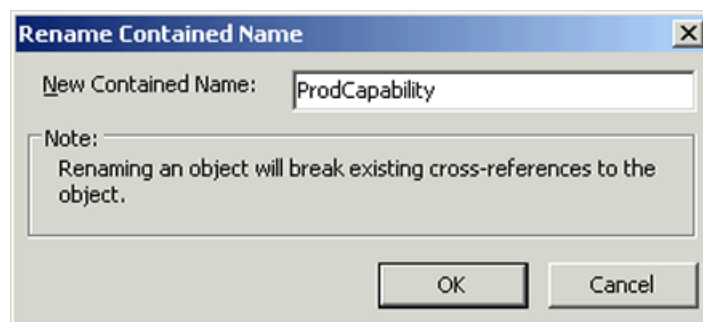 Rename Contained Name
New Contained Name: ProdCapability
Note:
Renaming an object will break existing cross-references to the
object.
OK Cancel